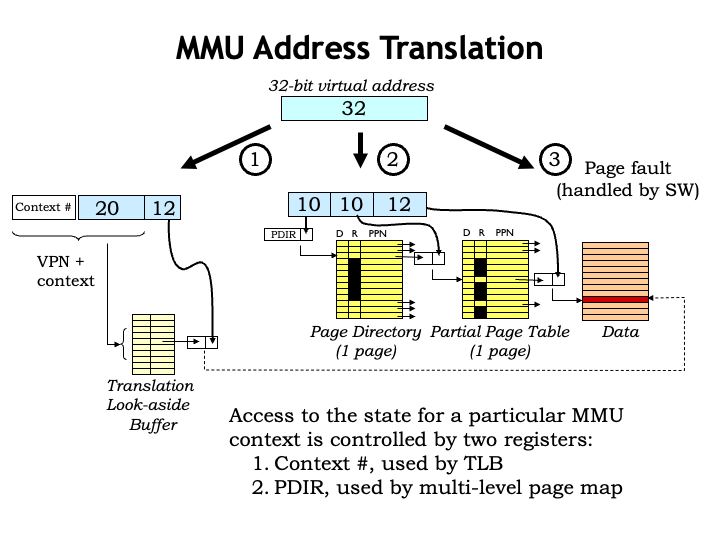 MMU Address Translation
32-bit virtual address
32
1
2
3
Page fault
(handled by SW)
Context #
20
12
10
10
12
PDIR
D R PPN
D R PPN
VPN +
context
Page Directory
(1 page)
Partial Page Table
(1 page)
Data
Translation
Look-aside
Buffer
Access to the state for a particular MMU
context is controlled by two registers:
1. Context #, used by TLB
2. PDIR, used by multi-level page map